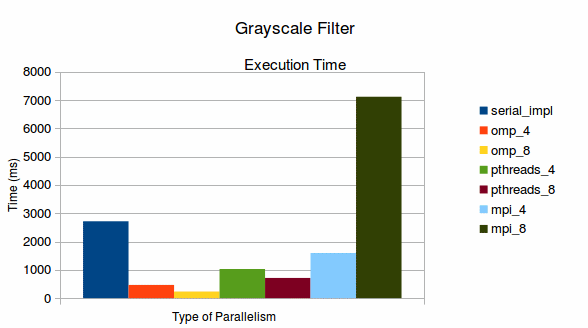 Grayscale Filter
Execution Time
8000
7000
6000
5000
4000
3000
2000
1000
0
Time (ms)
Type of Parallelism
serial_impl
omp_4
omp_8
pthreads_4
pthreads_8
mpi_4
mpi_8